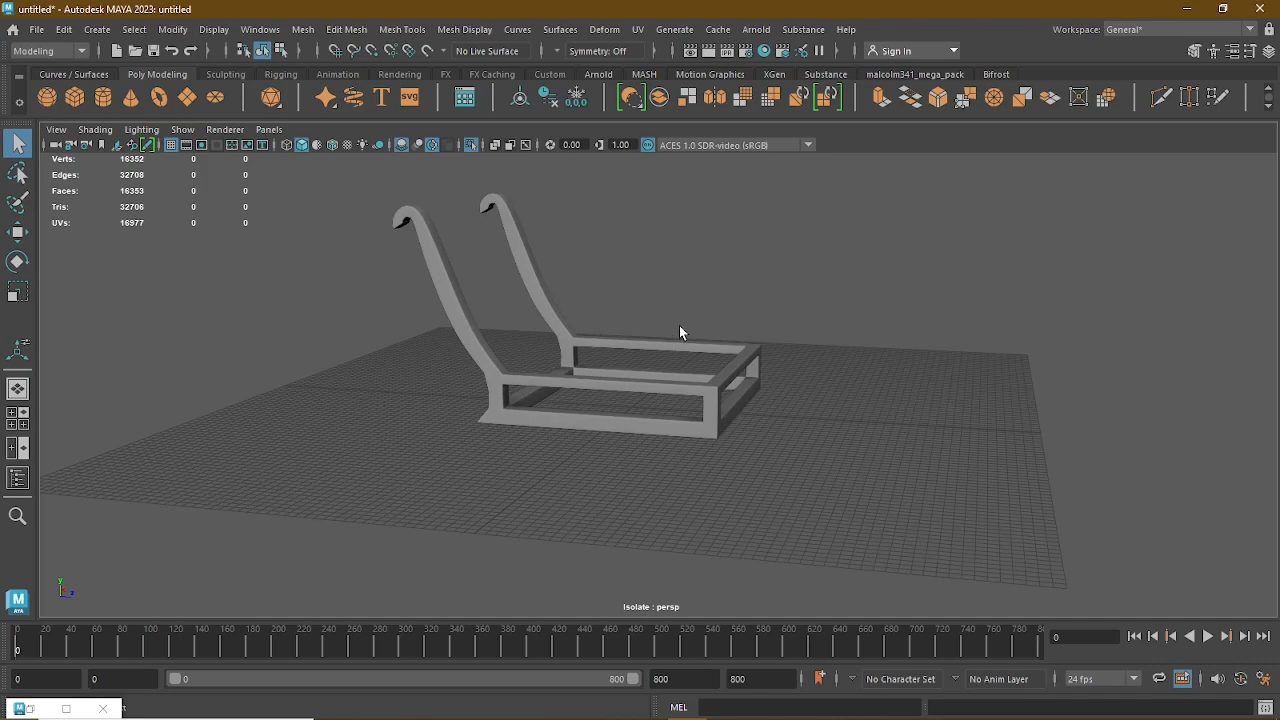 untitled* - Autodesk MAYA 2023: untitled
File Edit Create Select Modify Display Windows Mesh Edit Mesh Mesh Tools Mesh Display Curves Surfaces Deform UV Generate Cache Arnold Substance Help Workspace: General*
Modeling No Live Surface Symmetry: Off Sign In
Curves / Surfaces Poly Modeling Sculpting Rigging Animation Rendering FX FX Caching Custom Arnold MASH Motion Graphics XGen Substance malcolm341_mega_pack Bifrost
T svg 0,0,0
View Shading Lighting Show Renderer Panels
0.00 1.00 ACES 1.0 SDR-video (sRGB)
Verts: 16352 0 0
Edges: 32708 0 0
Faces: 16353 0 0
Tris: 32706 0 0
UVs: 16977 0 0
y
z
Isolate : persp
M
AYA
0 20 40 60 80 100 120 140 160 180 200 220 240 260 280 300 320 340 360 380 400 420 440 460 480 500 520 540 560 580 600 620 640 660 680 700 720 740 760 780 80
0 0
0 0 0 800 800 800 No Character Set No Anim Layer 24 fps
MEL